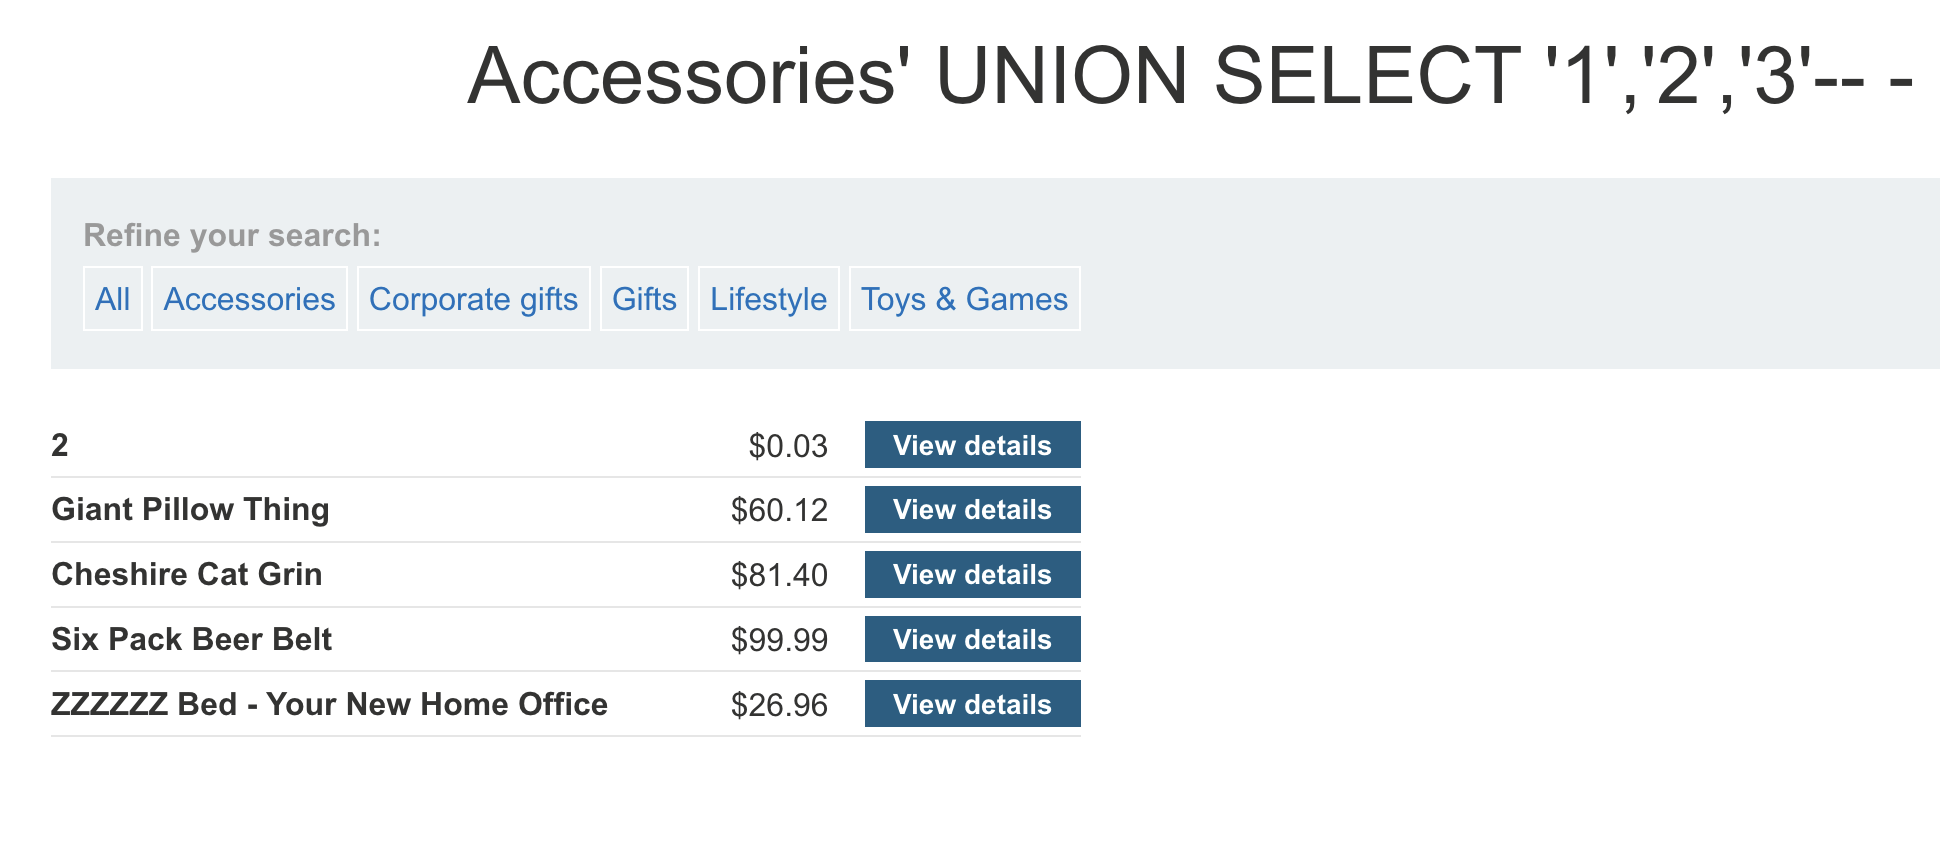 Accessories' UNION SELECT '1','2','3'-- -
Refine your search:
All Accessories Corporate gifts Gifts Lifestyle Toys & Games
2 $0.03 View details
Giant Pillow Thing $60.12 View details
Cheshire Cat Grin $81.40 View details
Six Pack Beer Belt $99.99 View details
ZZZZZZ Bed - Your New Home Office $26.96 View details